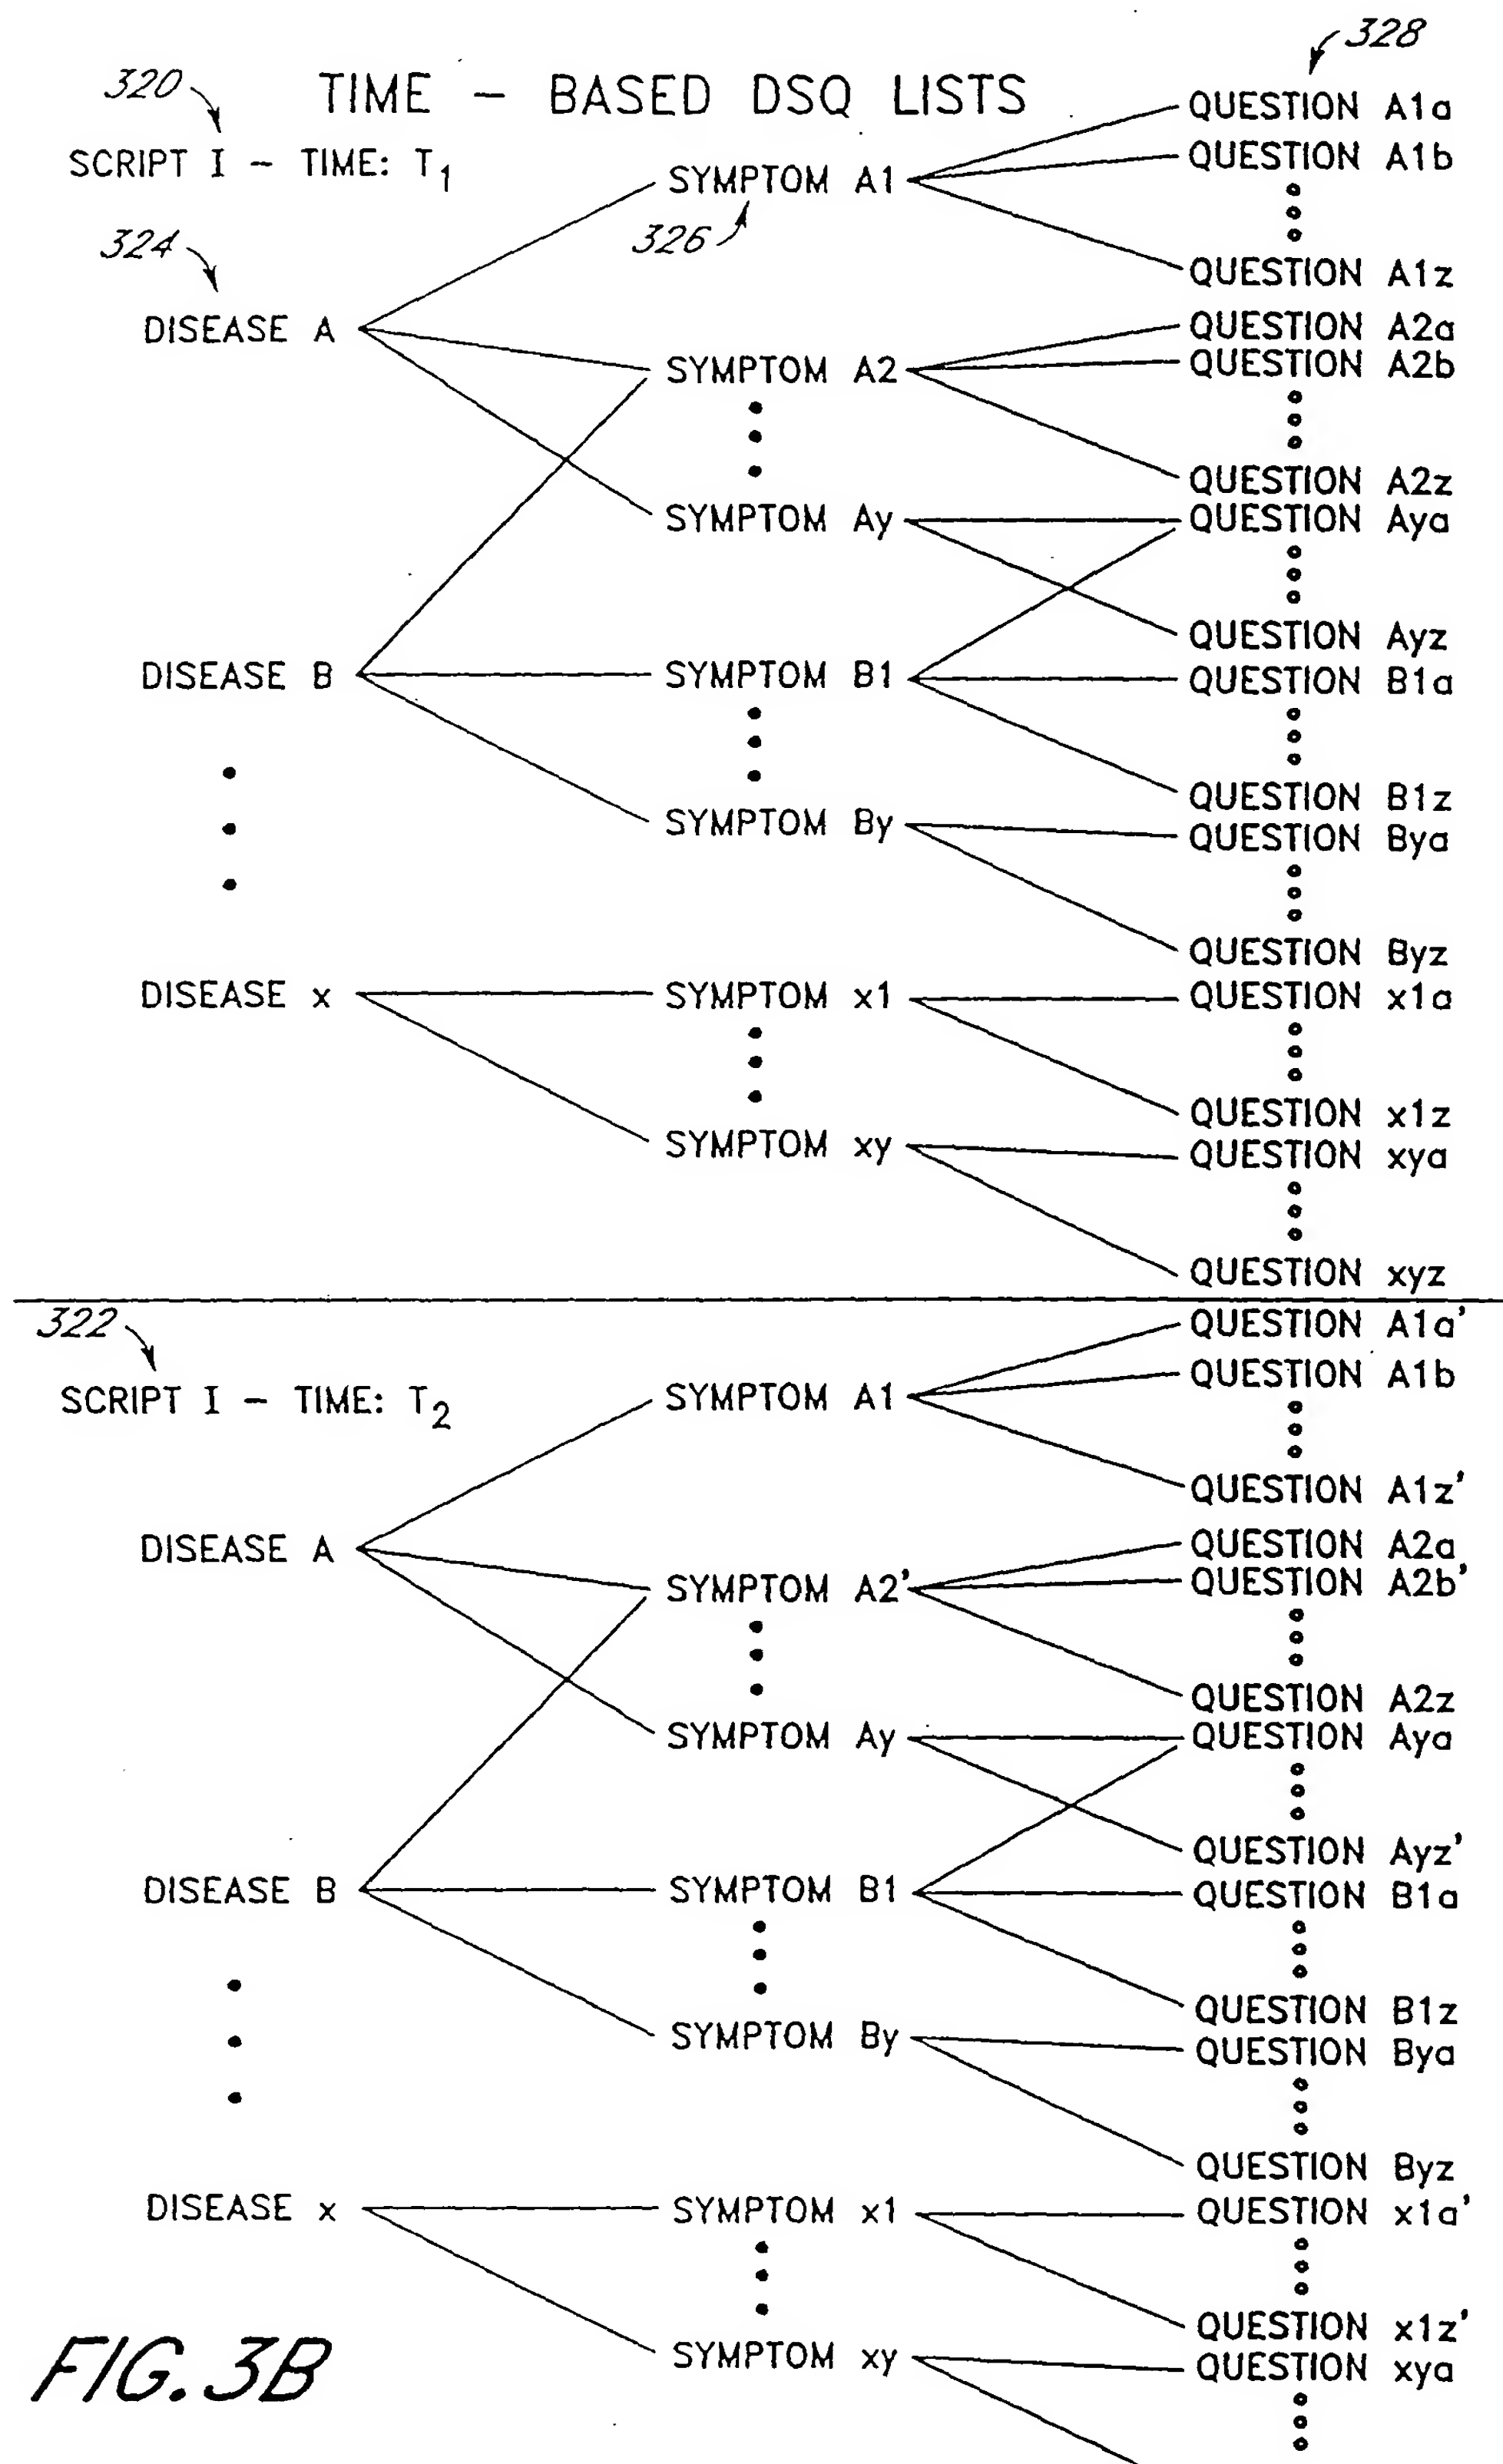 328
320
TIME - BASED DSQ LISTS
QUESTION A1a
SCRIPT I - TIME: T1
QUESTION A1b
SYMPTOM A1
324
326
QUESTION A1z
DISEASE A
QUESTION A2a
SYMPTOM A2
QUESTION A2b
QUESTION A2z
SYMPTOM Ay
QUESTION Aya
QUESTION Ayz
DISEASE B
SYMPTOM B1
QUESTION B1a
QUESTION B1z
SYMPTOM By
QUESTION Bya
QUESTION Byz
DISEASE x
SYMPTOM x1
QUESTION x1a
QUESTION x1z
SYMPTOM xy
QUESTION xya
QUESTION xyz
322
QUESTION A1a'
SCRIPT I - TIME: T2
SYMPTOM A1
QUESTION A1b
QUESTION A1z'
DISEASE A
QUESTION A2a
SYMPTOM A2'
QUESTION A2b'
QUESTION A2z
SYMPTOM Ay
QUESTION Aya
QUESTION Ayz'
DISEASE B
SYMPTOM B1
QUESTION B1a
QUESTION B1z
SYMPTOM By
QUESTION Bya
QUESTION Byz
DISEASE x
SYMPTOM x1
QUESTION x1a'
QUESTION x1z'
SYMPTOM xy
QUESTION xya
FIG. 3B